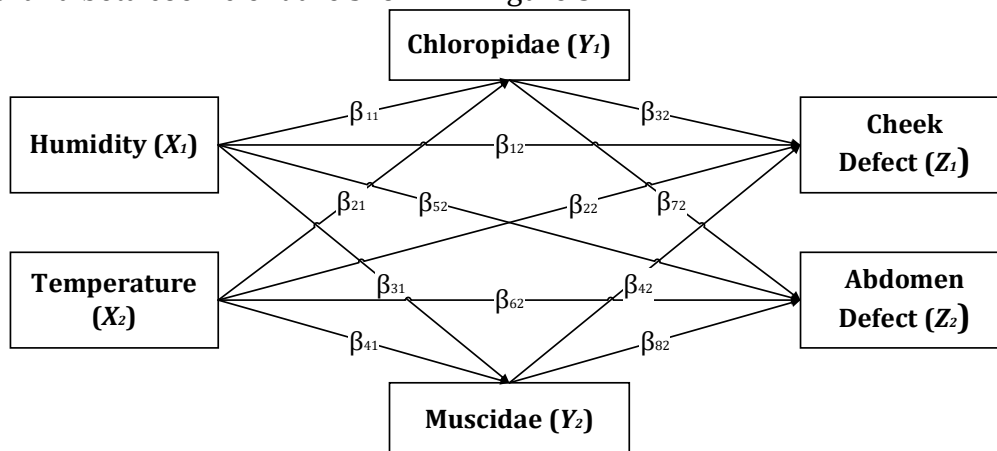 Chloropidae (Y1)
Humidity (X1)
β11
β32
β12
Cheek
Defect (Z1)
β21
β52
β22
β72
Temperature
(X2)
β31
β62
β42
Abdomen
Defect (Z2)
β41
β82
Muscidae (Y2)